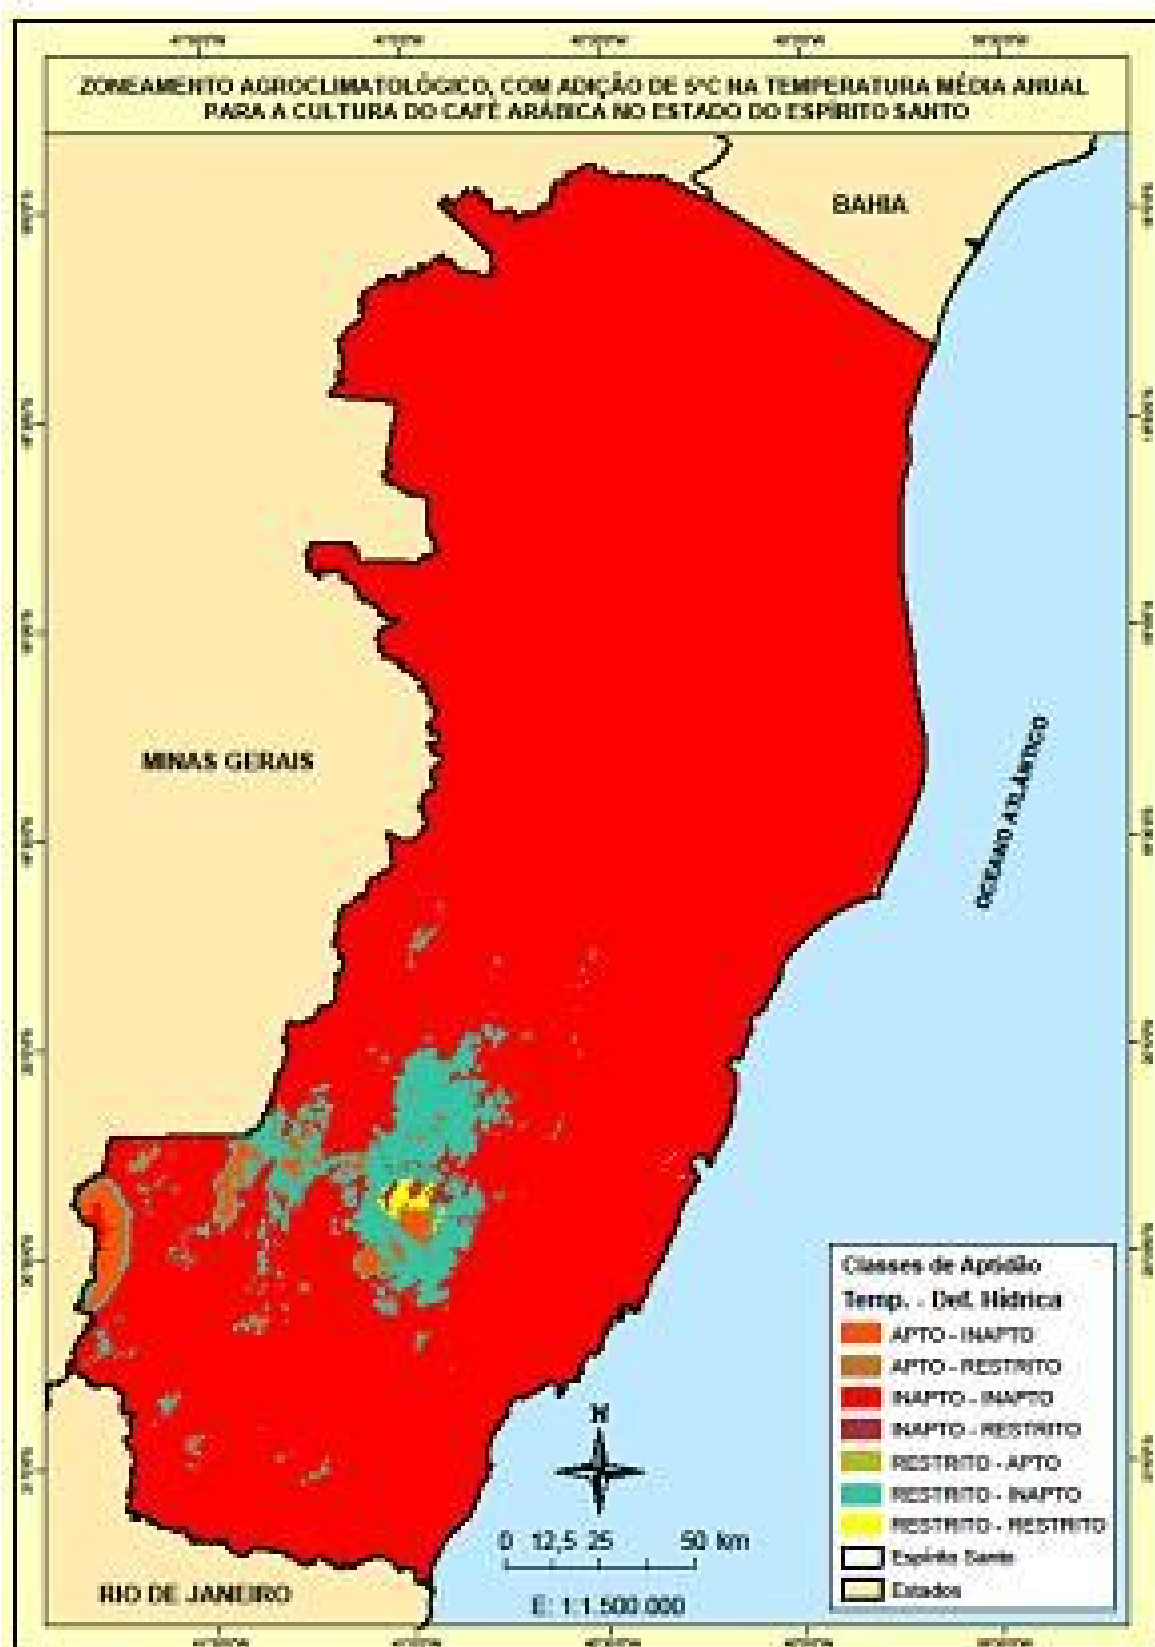 ZONEAMENTO AGROCLIMATOLÓGICO, COM ADIÇÃO DE 5°C NA TEMPERATURA MÉDIA ANUAL
PARA A CULTURA DO CAFÉ ARÁBICA NO ESTADO DO ESPÍRITO SANTO
BAHIA
MINAS GERAIS
OCEANO ATLÂNTICO
Classes de Aptidão
Temp. - Def. Hídrica
APTO - INAPTO
APTO - RESTRITO
INAPTO - INAPTO
INAPTO - RESTRITO
RESTRITO - APTO
RESTRITO - INAPTO
RESTRITO - RESTRITO
Espírito Santo
Estados
N
0 12,5 25 50 km
E: 1:1.500.000
RIO DE JANEIRO